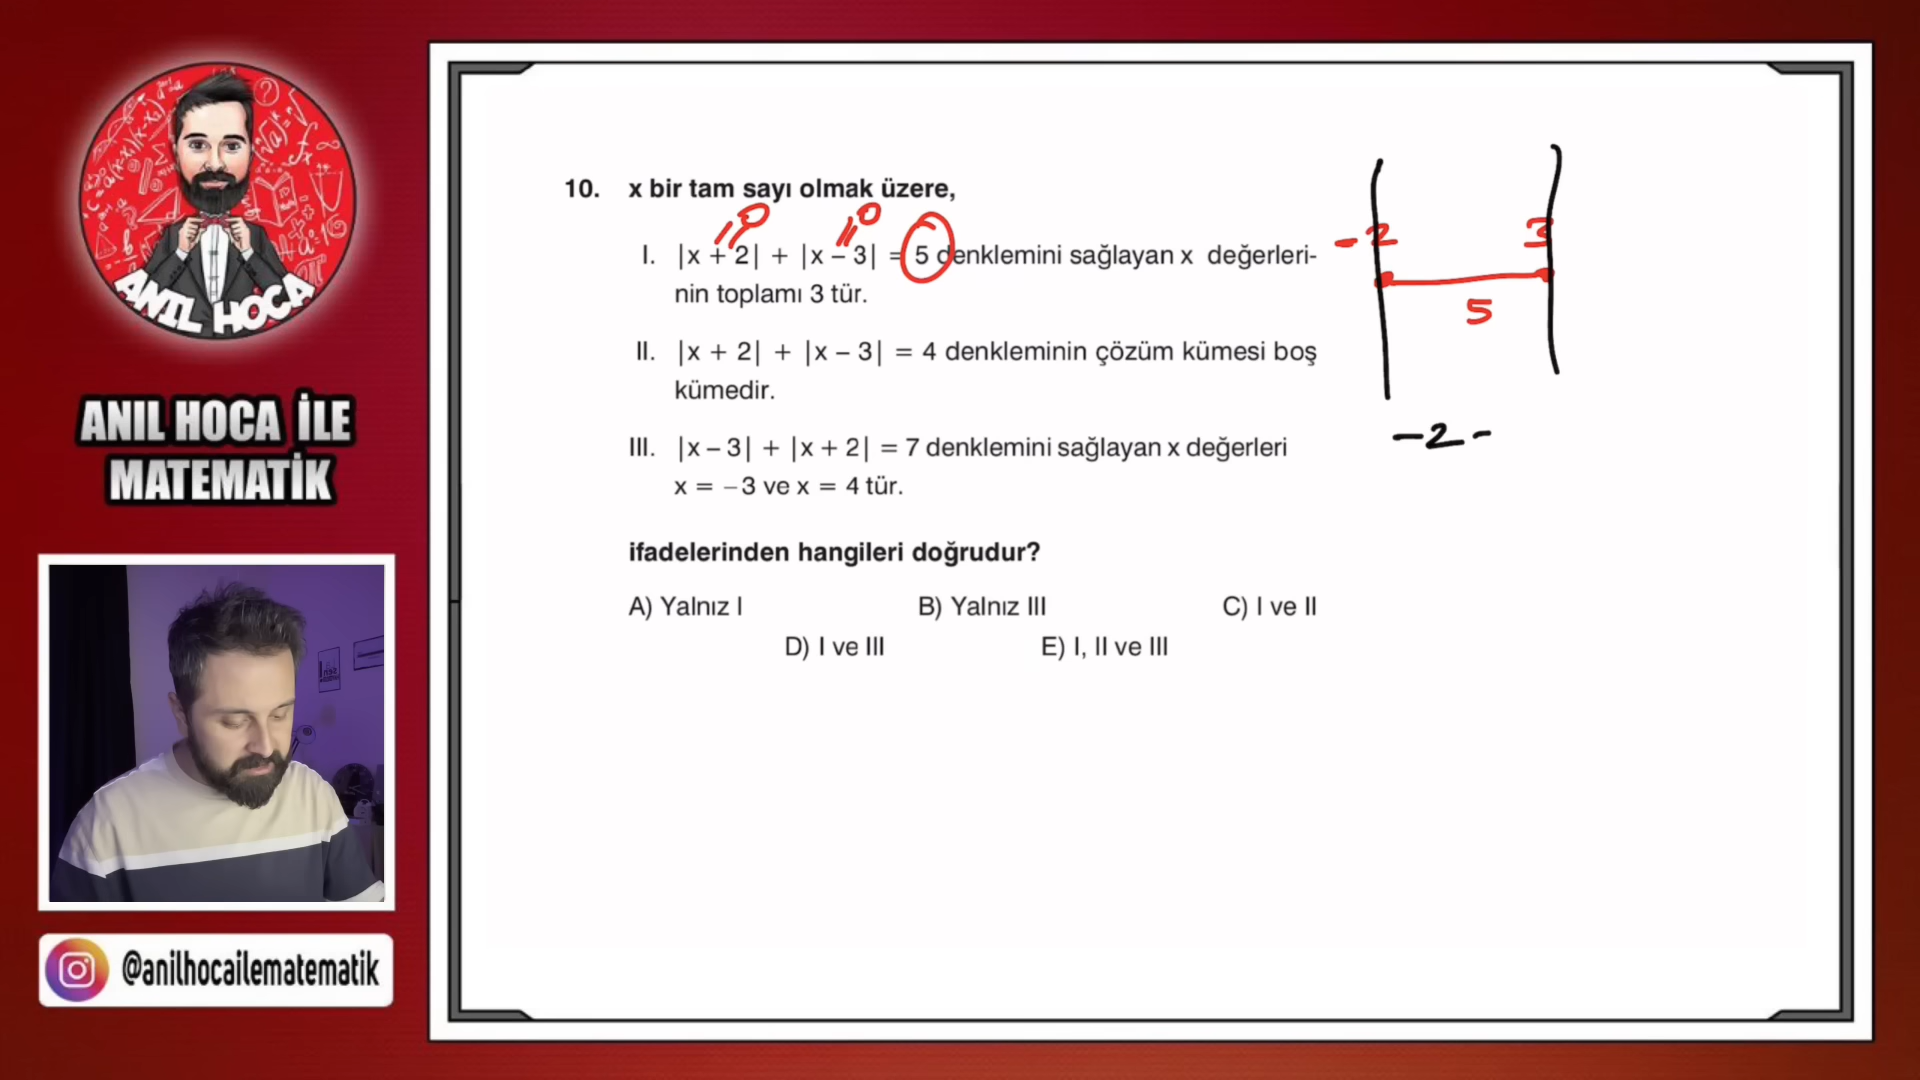 ANIL HOCA
ANIL HOCA İLE
MATEMATİK
@anilhocailematematik
10. x bir tam sayı olmak üzere,
0 0
I. |x + 2| + |x – 3| = 5 denklemini sağlayan x değerleri-
nin toplamı 3 tür.
II. |x + 2| + |x – 3| = 4 denkleminin çözüm kümesi boş
kümedir.
III. |x – 3| + |x + 2| = 7 denklemini sağlayan x değerleri
x = –3 ve x = 4 tür.
ifadelerinden hangileri doğrudur?
A) Yalnız I B) Yalnız III C) I ve II
D) I ve III E) I, II ve III
-2 3
5
-2 -